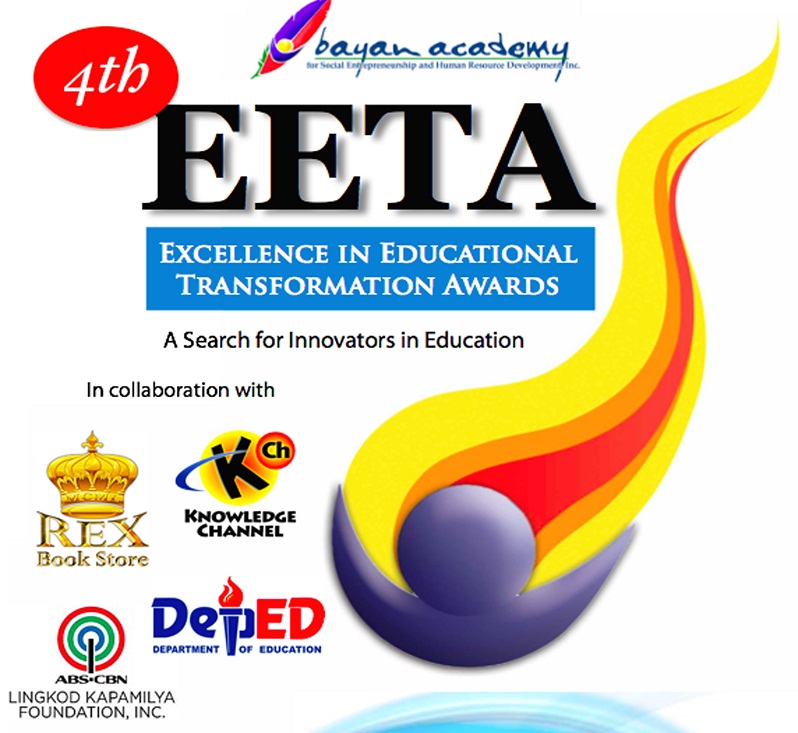 bayan academy
for Social Entrepreneurship and Human Resource Development, Inc.
4th
EETA
EXCELLENCE IN EDUCATIONAL
TRANSFORMATION AWARDS
A Search for Innovators in Education
In collaboration with
REX
Book Store
K Ch
KNOWLEDGE
CHANNEL
DepED
DEPARTMENT OF EDUCATION
ABS-CBN
LINGKOD KAPAMILYA
FOUNDATION, INC.